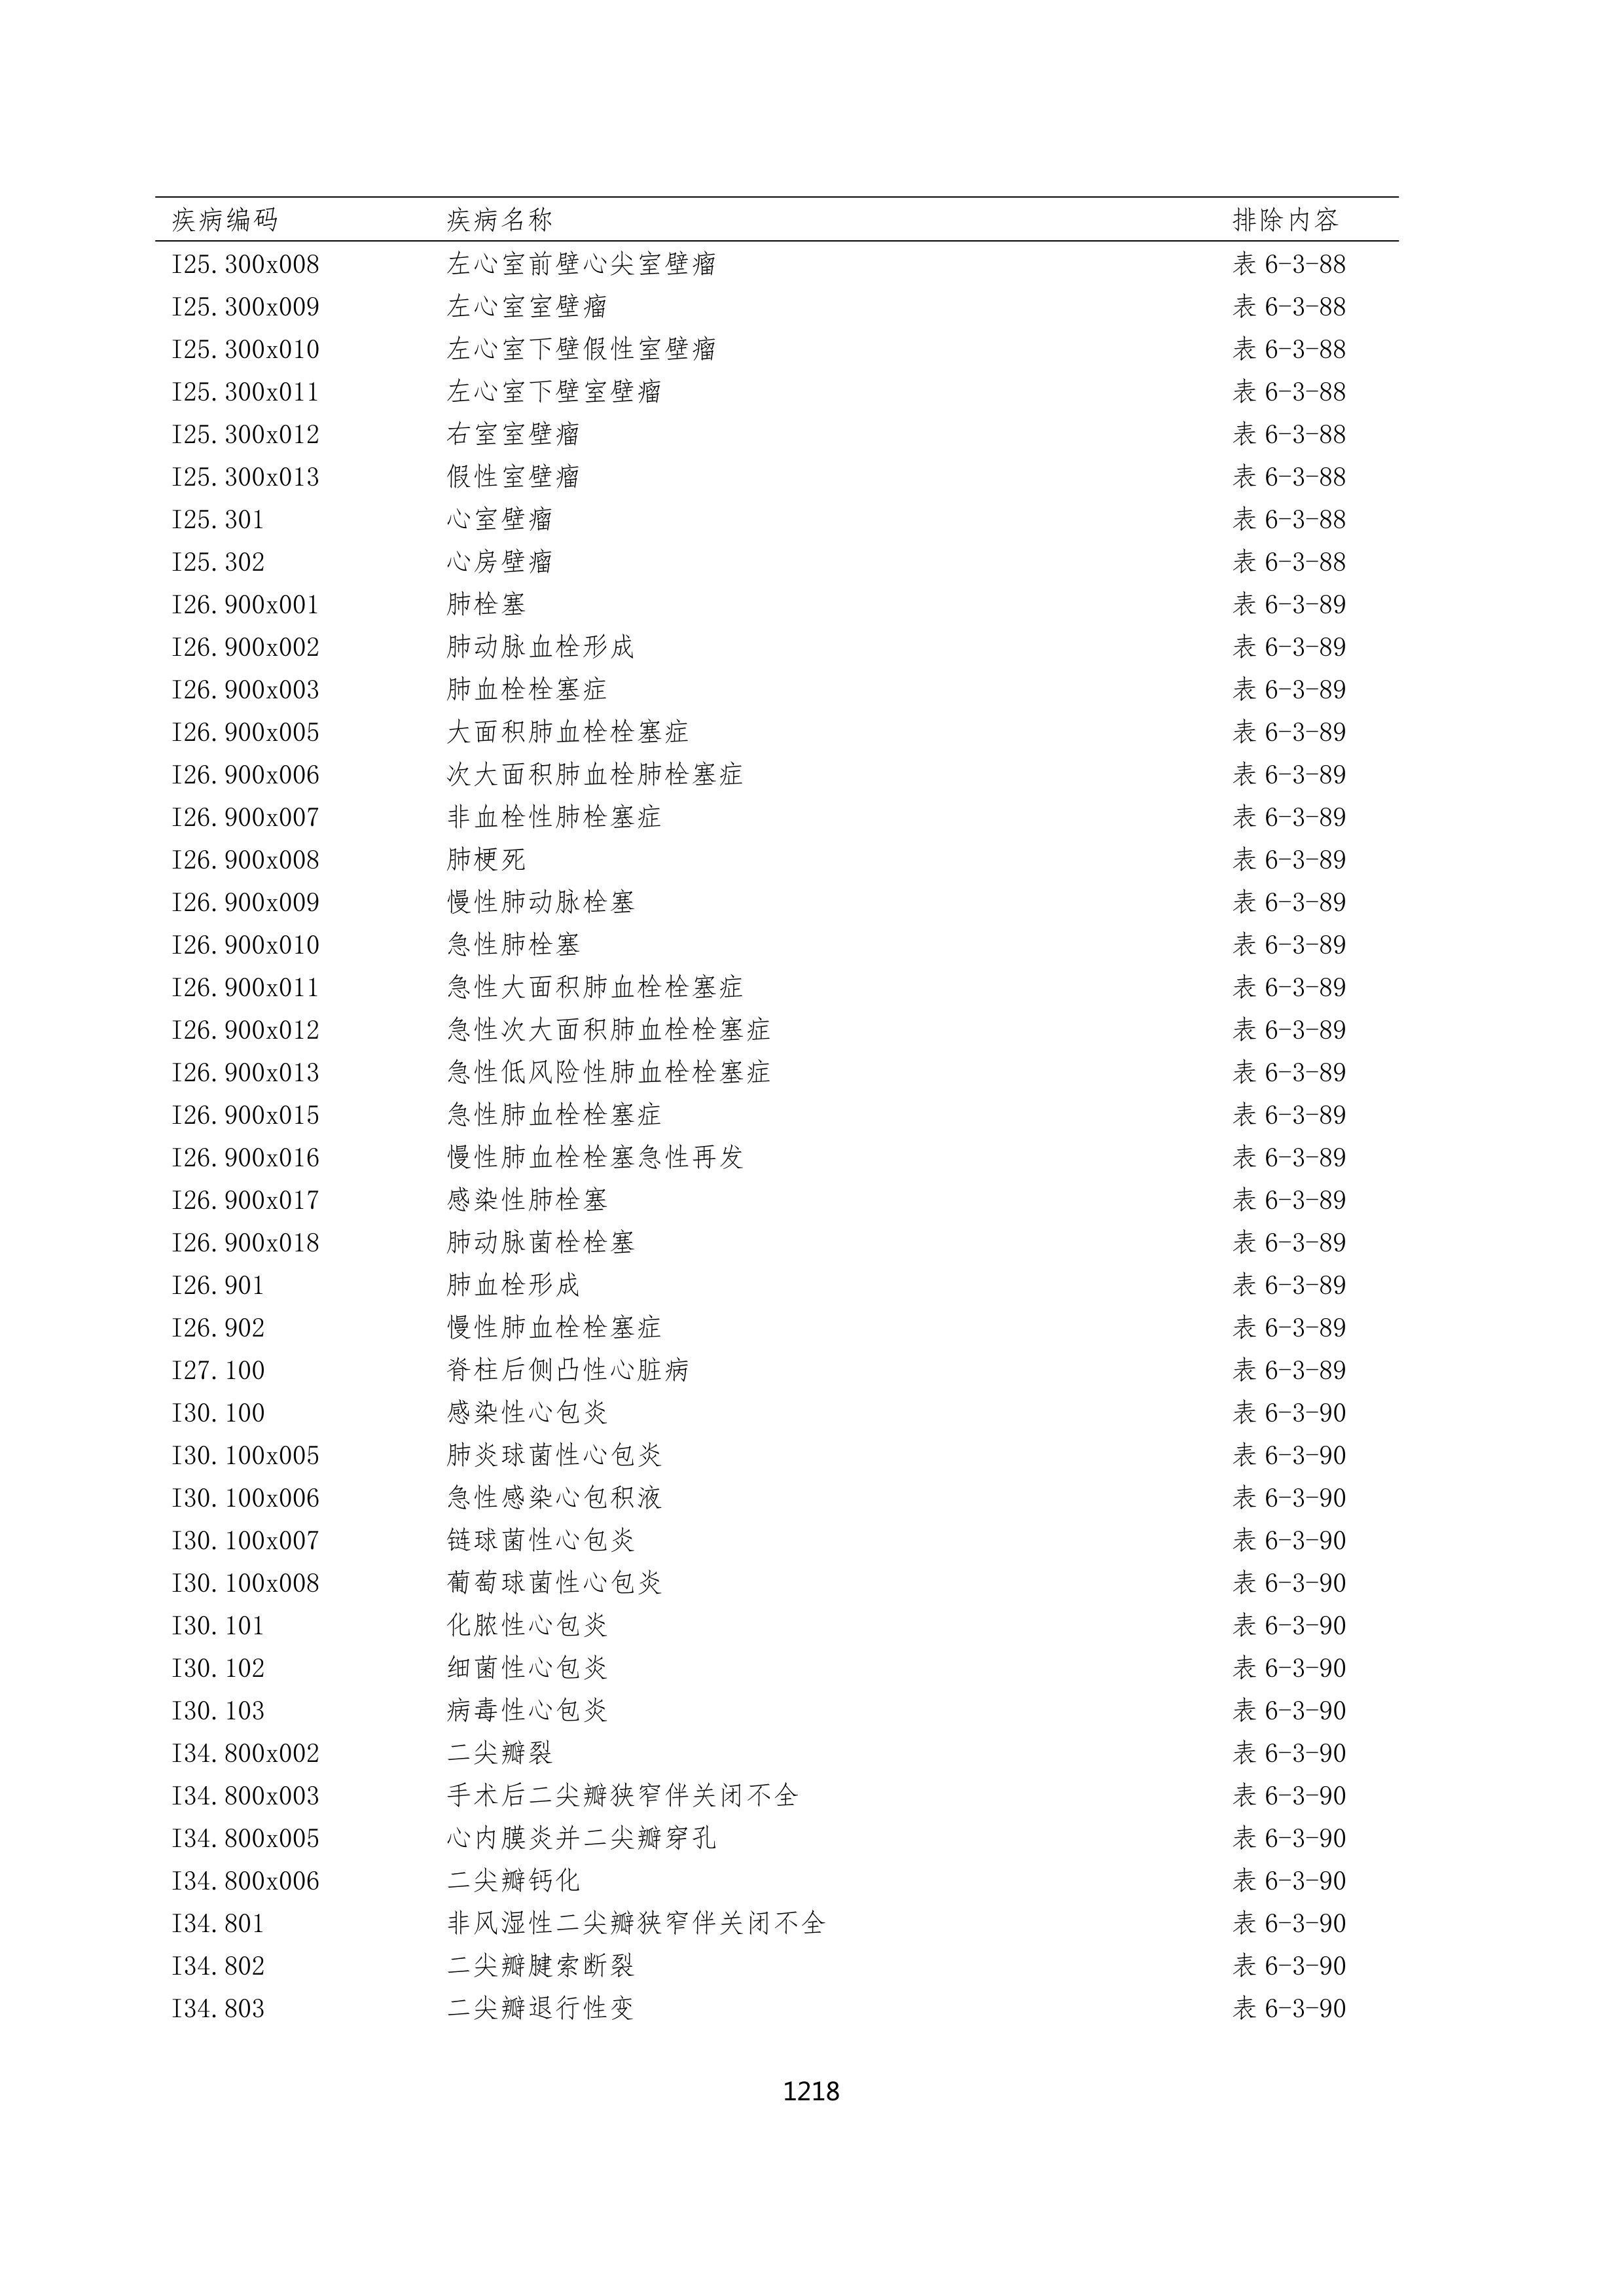 疾病编码 疾病名称 排除内容
I25.300x008 左心室前壁心尖室壁瘤 表 6-3-88
I25.300x009 左心室室壁瘤 表 6-3-88
I25.300x010 左心室下壁假性室壁瘤 表 6-3-88
I25.300x011 左心室下壁室壁瘤 表 6-3-88
I25.300x012 右室室壁瘤 表 6-3-88
I25.300x013 假性室壁瘤 表 6-3-88
I25.301 心室壁瘤 表 6-3-88
I25.302 心房壁瘤 表 6-3-88
I26.900x001 肺栓塞 表 6-3-89
I26.900x002 肺动脉血栓形成 表 6-3-89
I26.900x003 肺血栓栓塞症 表 6-3-89
I26.900x005 大面积肺血栓栓塞症 表 6-3-89
I26.900x006 次大面积肺血栓肺栓塞症 表 6-3-89
I26.900x007 非血栓性肺栓塞症 表 6-3-89
I26.900x008 肺梗死 表 6-3-89
I26.900x009 慢性肺动脉栓塞 表 6-3-89
I26.900x010 急性肺栓塞 表 6-3-89
I26.900x011 急性大面积肺血栓栓塞症 表 6-3-89
I26.900x012 急性次大面积肺血栓栓塞症 表 6-3-89
I26.900x013 急性低风险性肺血栓栓塞症 表 6-3-89
I26.900x015 急性肺血栓栓塞症 表 6-3-89
I26.900x016 慢性肺血栓栓塞急性再发 表 6-3-89
I26.900x017 感染性肺栓塞 表 6-3-89
I26.900x018 肺动脉菌栓栓塞 表 6-3-89
I26.901 肺血栓形成 表 6-3-89
I26.902 慢性肺血栓栓塞症 表 6-3-89
I27.100 脊柱后侧凸性心脏病 表 6-3-89
I30.100 感染性心包炎 表 6-3-90
I30.100x005 肺炎球菌性心包炎 表 6-3-90
I30.100x006 急性感染心包积液 表 6-3-90
I30.100x007 链球菌性心包炎 表 6-3-90
I30.100x008 葡萄球菌性心包炎 表 6-3-90
I30.101 化脓性心包炎 表 6-3-90
I30.102 细菌性心包炎 表 6-3-90
I30.103 病毒性心包炎 表 6-3-90
I34.800x002 二尖瓣裂 表 6-3-90
I34.800x003 手术后二尖瓣狭窄伴关闭不全 表 6-3-90
I34.800x005 心内膜炎并二尖瓣穿孔 表 6-3-90
I34.800x006 二尖瓣钙化 表 6-3-90
I34.801 非风湿性二尖瓣狭窄伴关闭不全 表 6-3-90
I34.802 二尖瓣腱索断裂 表 6-3-90
I34.803 二尖瓣退行性变 表 6-3-90
1218